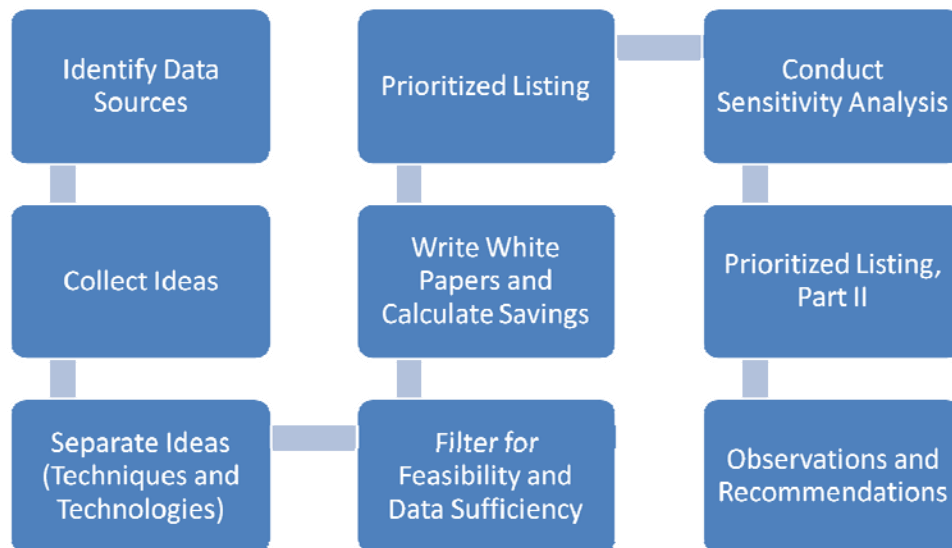 Identify Data
Sources
Collect Ideas
Separate Ideas
(Techniques and
Technologies)
Filter for
Feasibility and
Data Sufficiency
Write White
Papers and
Calculate Savings
Prioritized Listing
Conduct
Sensitivity Analysis
Prioritized Listing,
Part II
Observations and
Recommendations